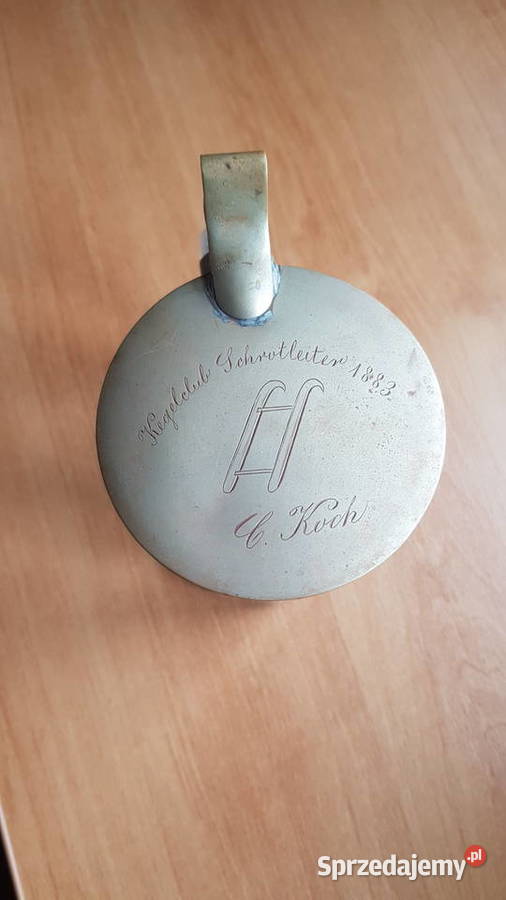 Kegelclub Schrotleiter 1883.
C. Koch
Sprzedajemy.pl